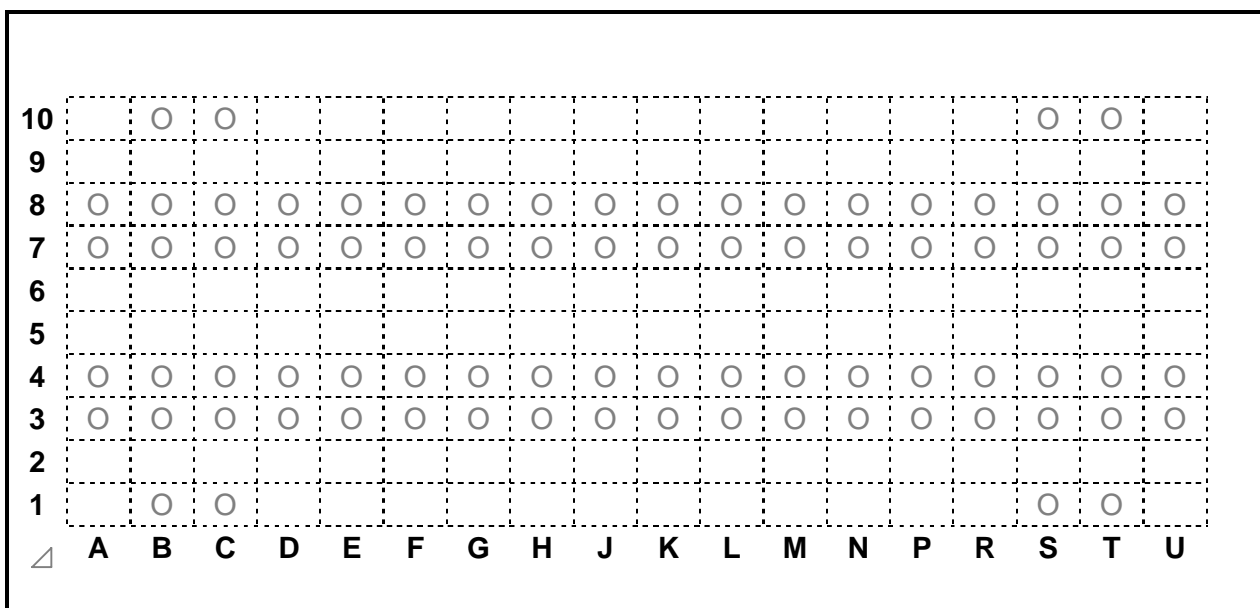 10 O O O O
9
8 O O O O O O O O O O O O O O O O O O
7 O O O O O O O O O O O O O O O O O O
6
5
4 O O O O O O O O O O O O O O O O O O
3 O O O O O O O O O O O O O O O O O O
2
1 O O O O
A B C D E F G H J K L M N P R S T U